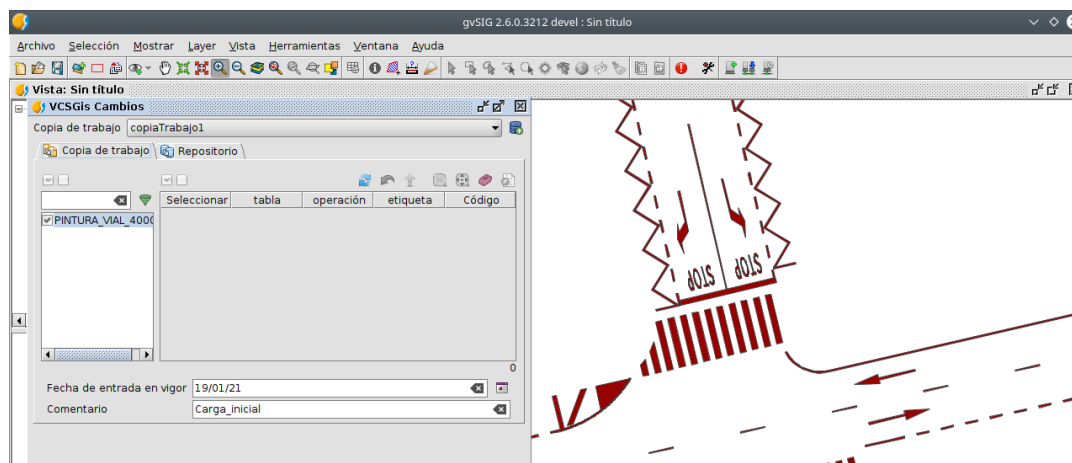 gvSIG 2.6.0.3212 devel : Sin título
Archivo Selección Mostrar Layer Vista Herramientas Ventana Ayuda
Vista: Sin título
VCSGis Cambios
Copia de trabajo copiaTrabajo1
Copia de trabajo Repositorio
Seleccionar tabla operación etiqueta Código
PINTURA_VIAL_400
0
Fecha de entrada en vigor 19/01/21
Comentario Carga_inicial
STOP STOP